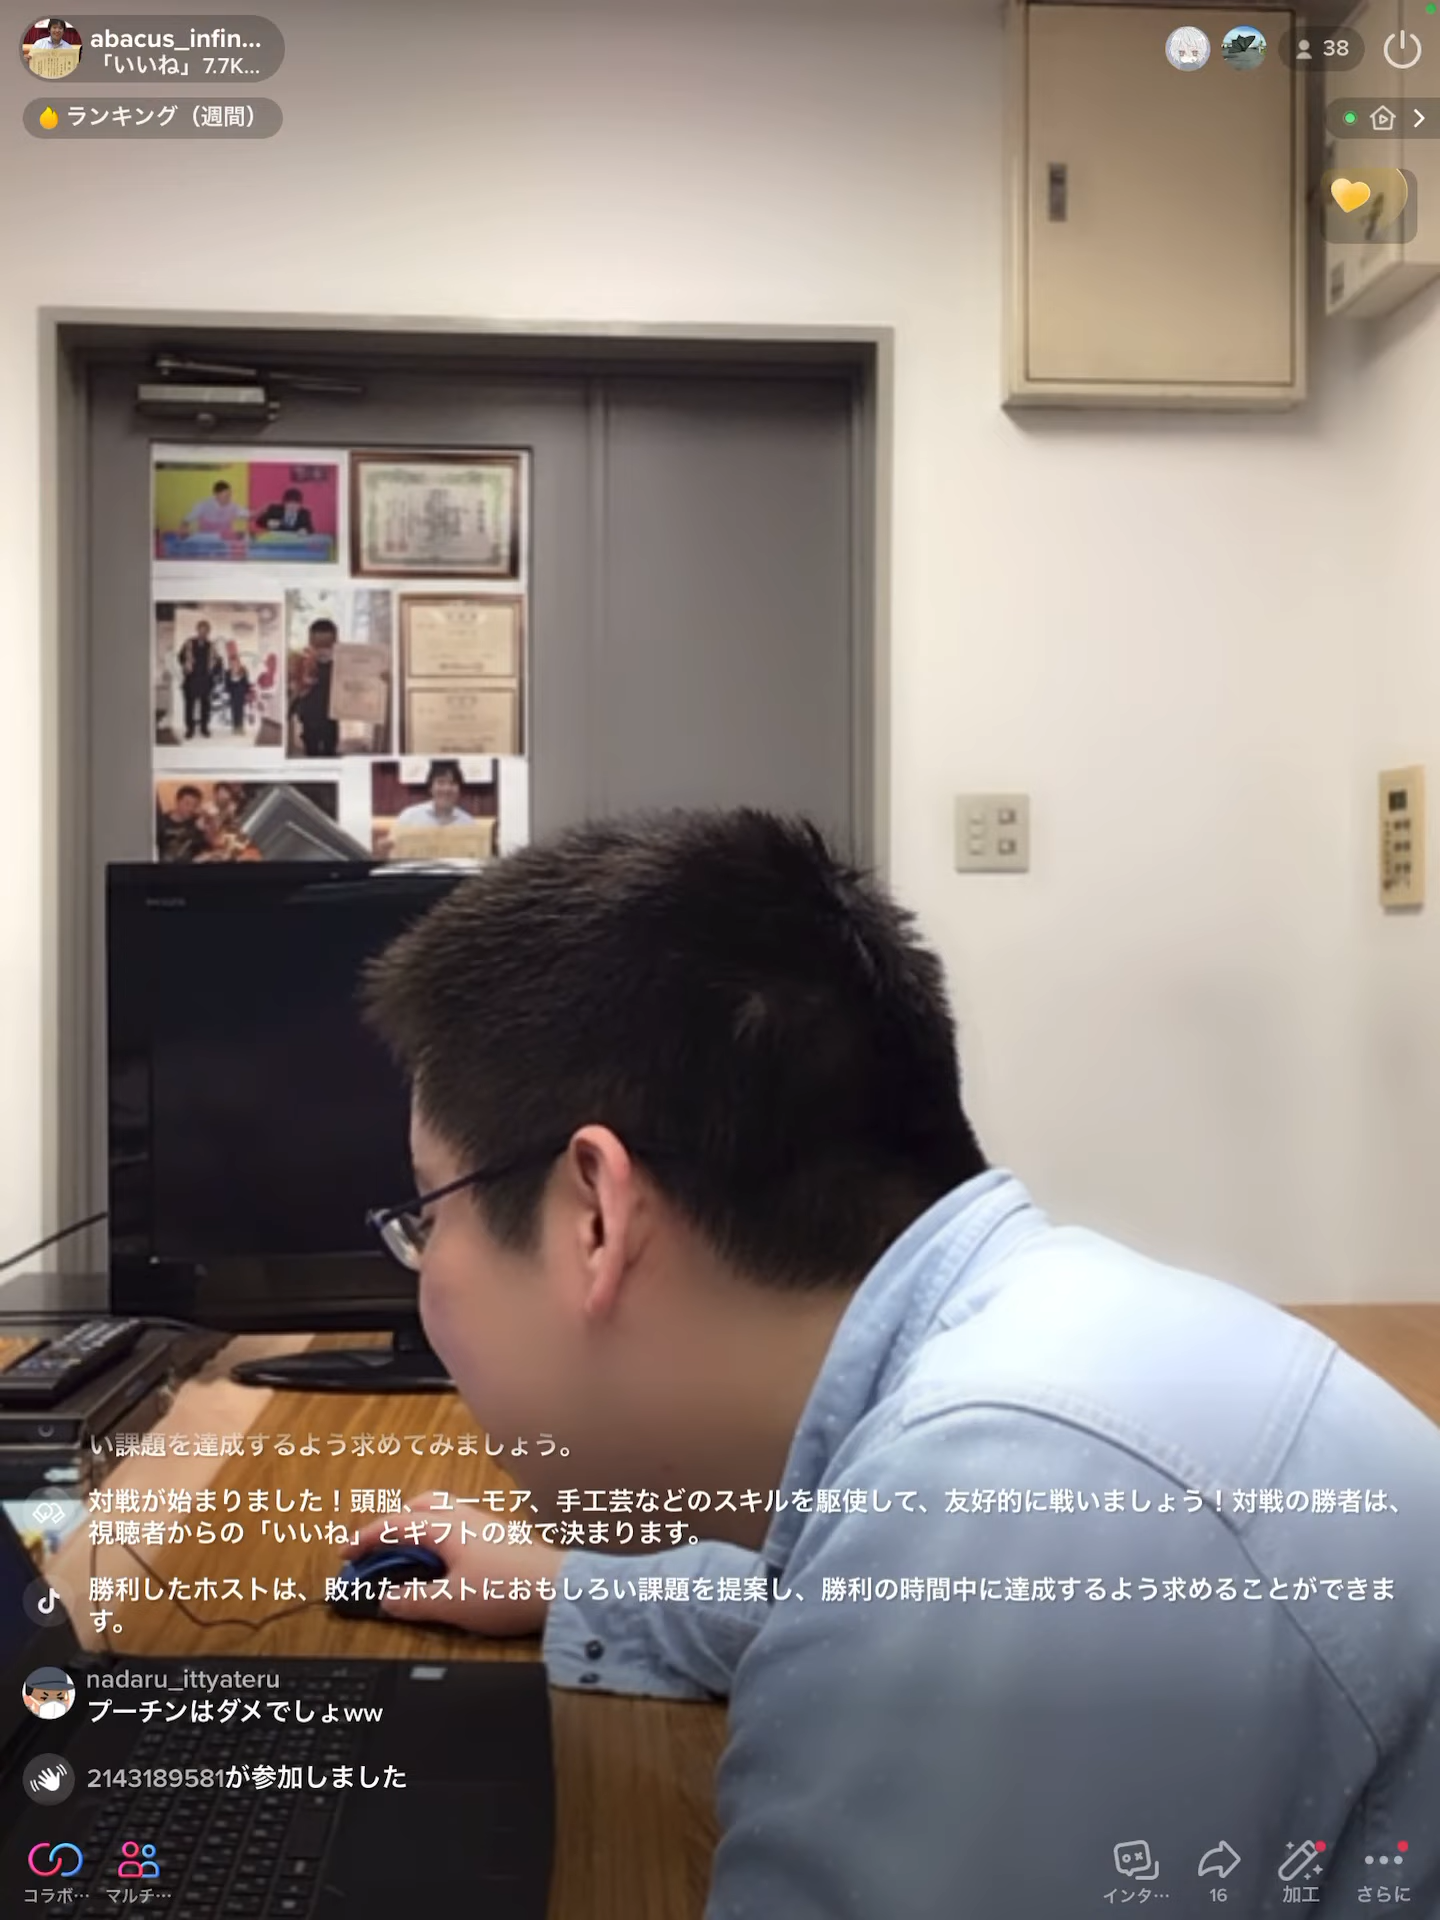 abacus_infin...
「いいね」7.7K...
38
ランキング（週間）
い課題を達成するよう求めてみましょう。
対戦が始まりました！頭脳、ユーモア、手工芸などのスキルを駆使して、友好的に戦いましょう！対戦の勝者は、
視聴者からの「いいね」とギフトの数で決まります。
勝利したホストは、敗れたホストにおもしろい課題を提案し、勝利の時間中に達成するよう求めることができま
す。
nadaru_ittyateru
プーチンはダメでしょww
2143189581が参加しました
コラボ… マルチ… インタ… 16 加工 さらに